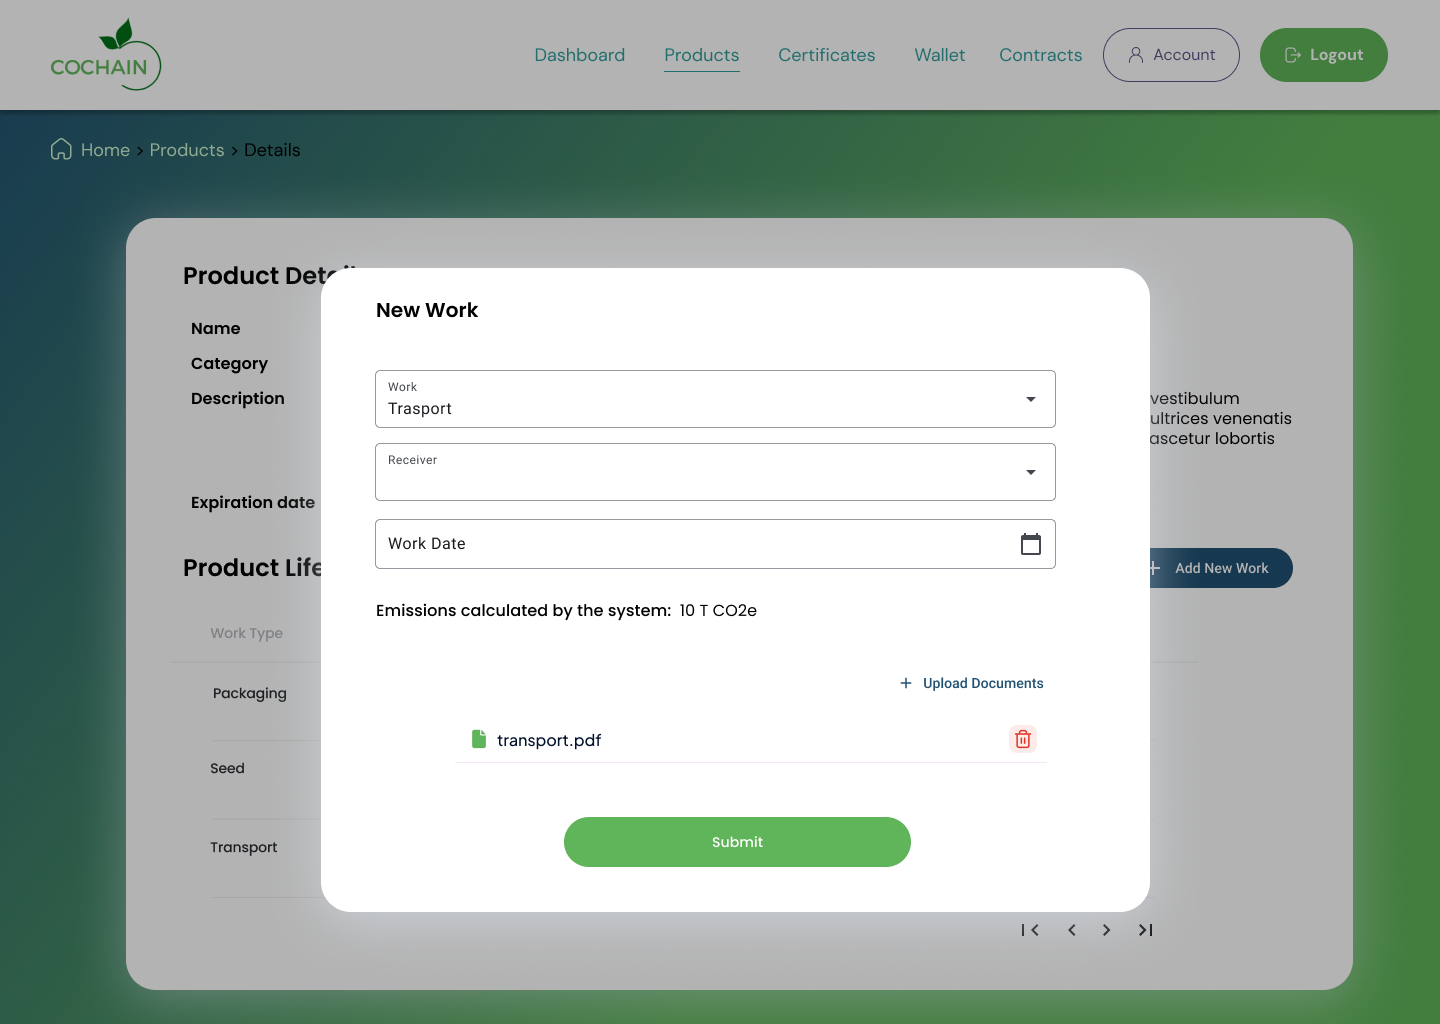 COCHAIN
Dashboard Products Certificates Wallet Contracts Account Logout
Home > Products > Details
Product
Name
Category
Description
vestibulum
ultrices venenatis
ascetur lobortis
Expiration date
Product Life
Add New Work
Work Type
Packaging
Seed
Transport
New Work
Work
Trasport
Receiver
Work Date
Emissions calculated by the system: 10 T CO2e
+ Upload Documents
transport.pdf
Submit